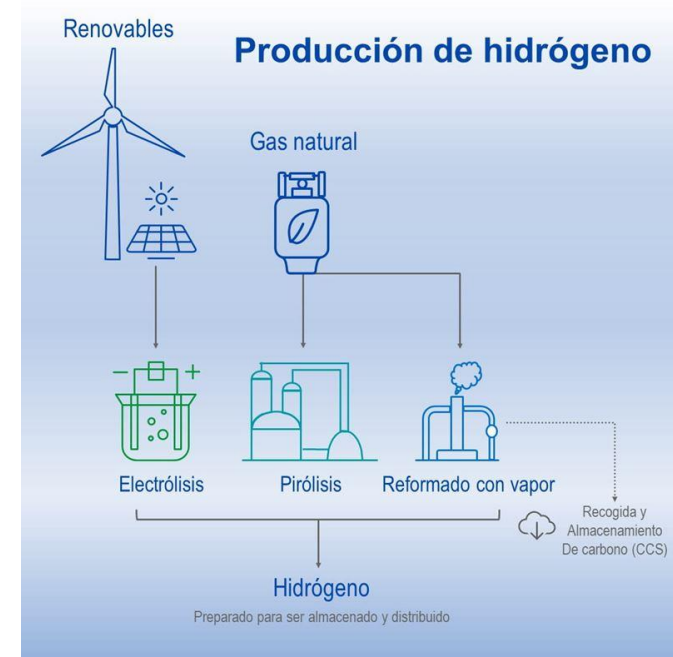 Renovables
Producción de hidrógeno
Gas natural
Electrólisis
Pirólisis
Reformado con vapor
Recogida y
Almacenamiento
De carbono (CCS)
Hidrógeno
Preparado para ser almacenado y distribuido